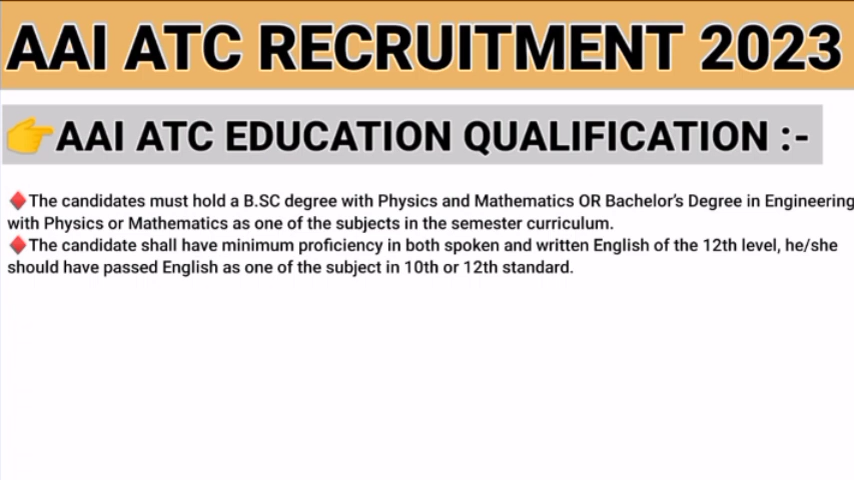 AAI ATC RECRUITMENT 2023
👉AAI ATC EDUCATION QUALIFICATION :-
♦️The candidates must hold a B.SC degree with Physics and Mathematics OR Bachelor's Degree in Engineering
with Physics or Mathematics as one of the subjects in the semester curriculum.
♦️The candidate shall have minimum proficiency in both spoken and written English of the 12th level, he/she
should have passed English as one of the subject in 10th or 12th standard.